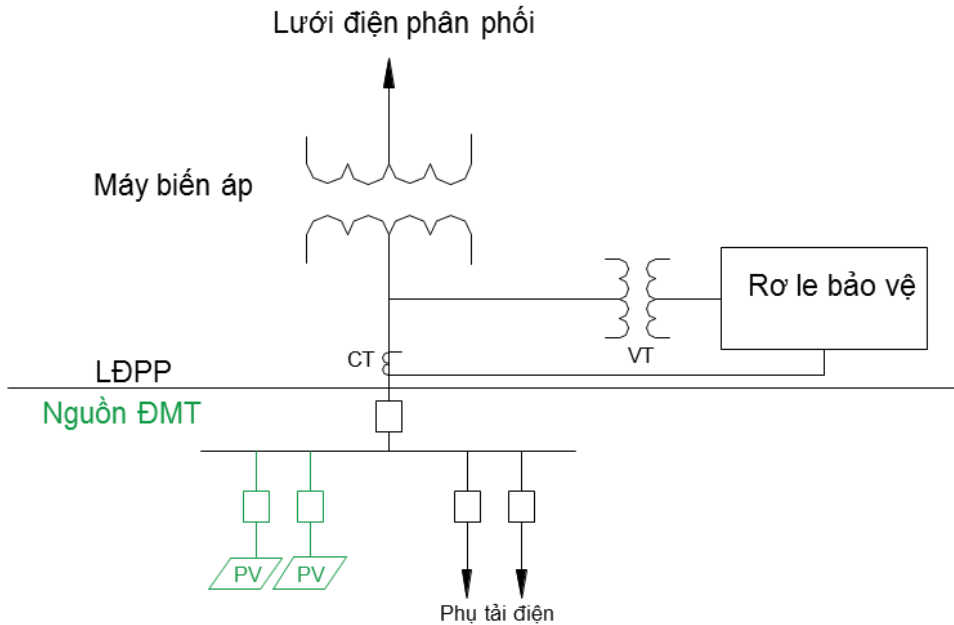 Lưới điện phân phối
Máy biến áp
Rơ le bảo vệ
CT
VT
LĐPP
Nguồn ĐMT
PV
PV
Phụ tải điện